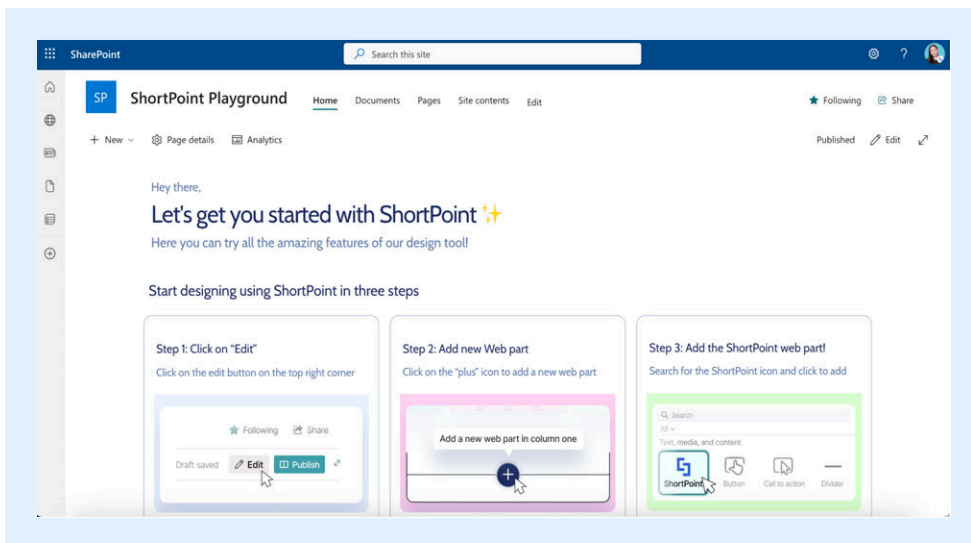 SharePoint
Search this site
?
SP
ShortPoint Playground
Home Documents Pages Site contents Edit
Following Share
New Page details Analytics
Published Edit
Hey there,
Let's get you started with ShortPoint ✨
Here you can try all the amazing features of our design tool!
Start designing using ShortPoint in three steps
Step 1: Click on “Edit”
Click on the edit button on the top right corner
Following Share
Draft saved Edit Publish
Step 2: Add new Web part
Click on the “plus” icon to add a new web part
Add a new web part in column one
Step 3: Add the ShortPoint web part!
Search for the ShortPoint icon and click to add
Search
All
Text, media, and content
ShortPoint Button Call to action Divider